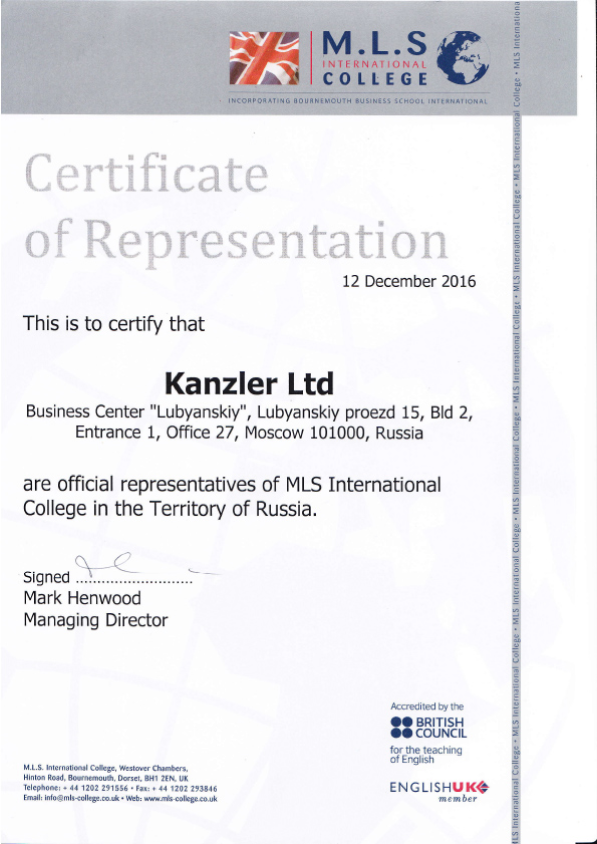 M.L.S
INTERNATIONAL
COLLEGE
INCORPORATING BOURNEMOUTH BUSINESS SCHOOL INTERNATIONAL
Certificate
of Representation
12 December 2016
This is to certify that
Kanzler Ltd
Business Center "Lubyanskiy", Lubyanskiy proezd 15, Bld 2,
Entrance 1, Office 27, Moscow 101000, Russia
are official representatives of MLS International
College in the Territory of Russia.
Signed ...........................
Mark Henwood
Managing Director
Accredited by the
BRITISH
COUNCIL
for the teaching
of English
ENGLISHUK
member
M.L.S. International College, Westover Chambers,
Hinton Road, Bournemouth, Dorset, BH1 2EN, UK
Telephone: + 44 1202 291556 • Fax: + 44 1202 293846
Email: info@mls-college.co.uk • Web: www.mls-college.co.uk
MLS International College • MLS International College • MLS International College • MLS International College • MLS International College • MLS International College • MLS International College • MLS International